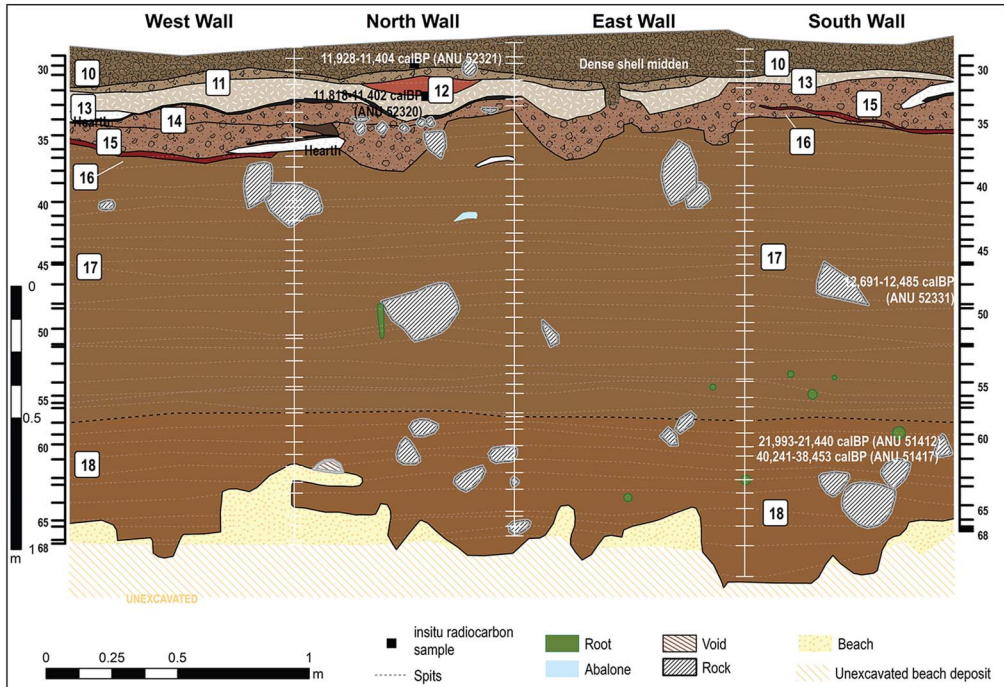 West Wall
North Wall
East Wall
South Wall
30
10
11
11,928-11,404 calBP (ANU 52321)
Dense shell midden
10
30
13
11,818-11,402 calBP
(ANU 52320)
12
13
Hearth
14
15
35
15
Hearth
16
35
16
40
40
17
45
17
45
0
12,691-12,485 calBP
(ANU 52331)
50
50
55
55
0.5
18
60
21,993-21,440 calBP (ANU 51412)
40,241-38,453 calBP (ANU 51417)
60
65
18
65
1
68
68
m
UNEXCAVATED
insitu radiocarbon
sample
Spits
Root
Abalone
Void
Rock
Beach
Unexcavated beach deposit
0
0.25
0.5
1
m